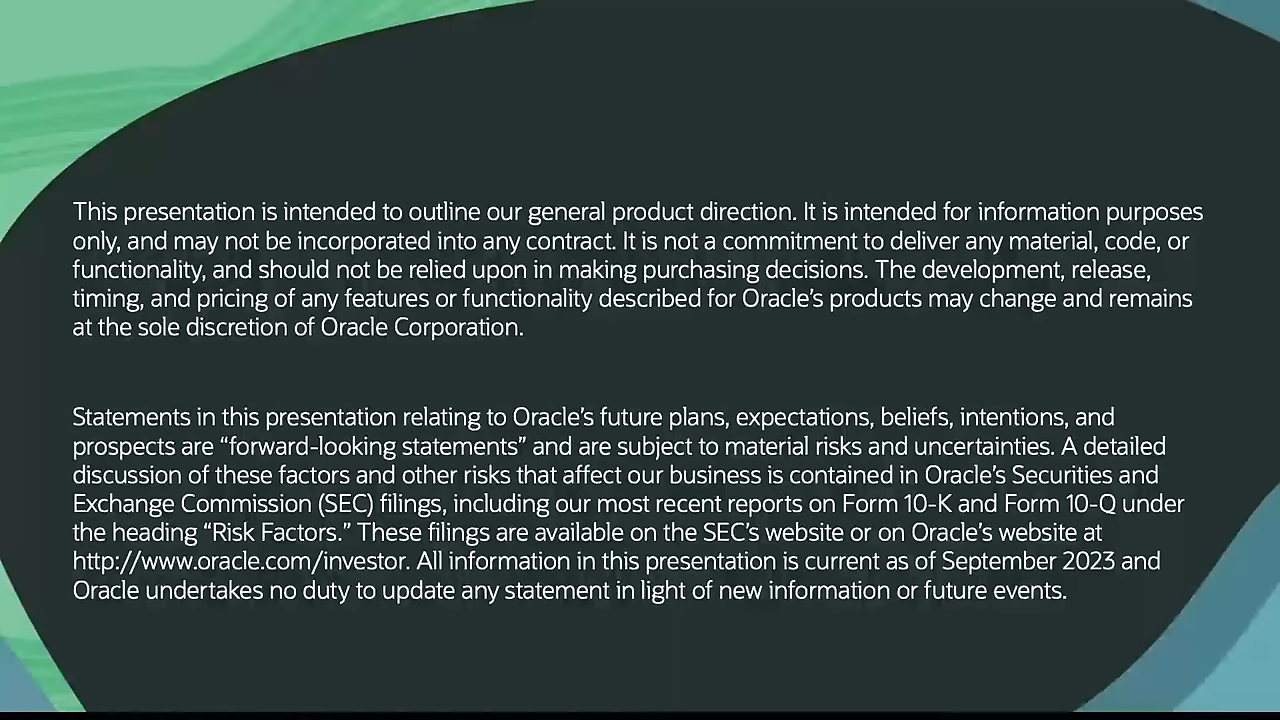 This presentation is intended to outline our general product direction. It is intended for information purposes
only, and may not be incorporated into any contract. It is not a commitment to deliver any material, code, or
functionality, and should not be relied upon in making purchasing decisions. The development, release,
timing, and pricing of any features or functionality described for Oracle’s products may change and remains
at the sole discretion of Oracle Corporation.
Statements in this presentation relating to Oracle’s future plans, expectations, beliefs, intentions, and
prospects are “forward-looking statements” and are subject to material risks and uncertainties. A detailed
discussion of these factors and other risks that affect our business is contained in Oracle’s Securities and
Exchange Commission (SEC) filings, including our most recent reports on Form 10-K and Form 10-Q under
the heading “Risk Factors.” These filings are available on the SEC’s website or on Oracle’s website at
http://www.oracle.com/investor. All information in this presentation is current as of September 2023 and
Oracle undertakes no duty to update any statement in light of new information or future events.